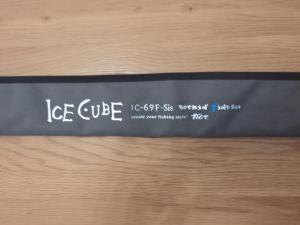 ICE CUBE IC-69F-Sis
create your fishing style! TICT